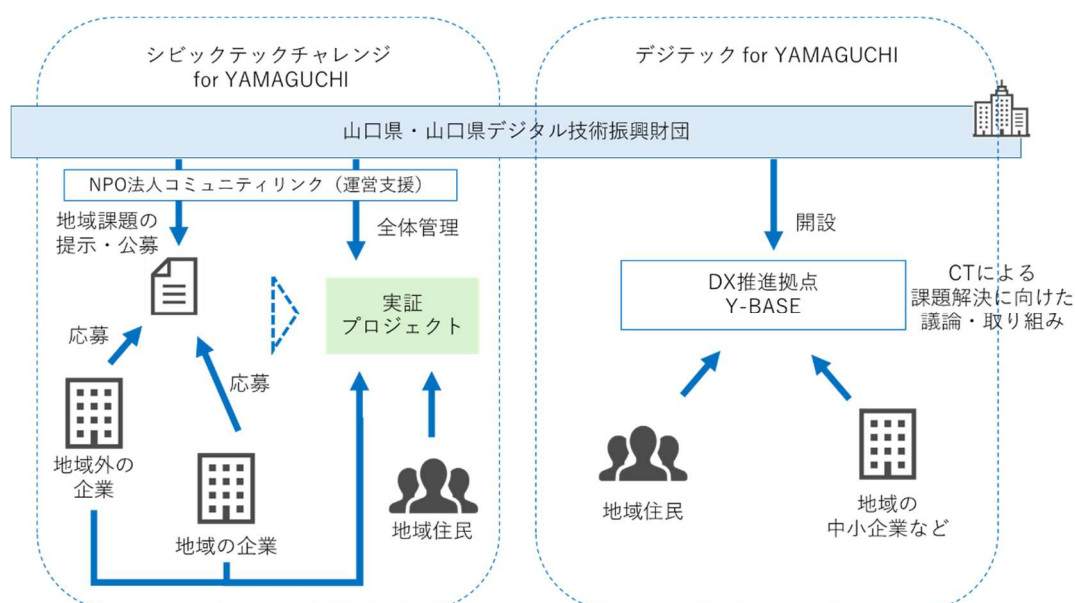 シビックテックチャレンジ
for YAMAGUCHI
デジテック for YAMAGUCHI
山口県・山口県デジタル技術振興財団
NPO法人コミュニティリンク（運営支援）
地域課題の
提示・公募
全体管理
開設
実証
プロジェクト
DX推進拠点
Y-BASE
CTによる
課題解決に向けた
議論・取り組み
応募
応募
地域外の
企業
地域の企業
地域住民
地域住民
地域の
中小企業など